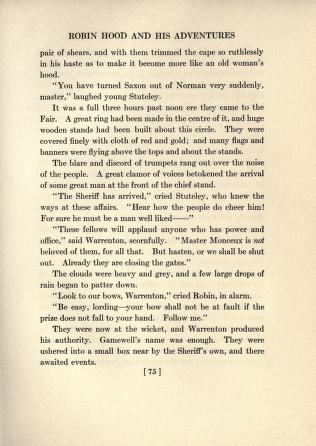 ROBIN HOOD AND HIS ADVENTURES
pair of shears, and with them trimmed the cape so ruthlessly
in his haste as to make it become more like an old woman's
hood.
"You have turned Saxon out of Norman very suddenly,
master," laughed young Stuteley.
It was a full three hours past noon ere they came to the
Fair. A great ring had been made in the centre of it, and huge
wooden stands had been built about this circle. They were
covered finely with cloth of red and gold; and many flags and
banners were flying above the tops and about the stands.
The blare and discord of trumpets rang out over the noise
of the people. A great clamor of voices betokened the arrival
of some great man at the front of the chief stand.
"The Sheriff has arrived," cried Stuteley, who knew the
ways at these affairs. "Hear how the people do cheer him!
For sure he must be a man well liked——"
"These fellows will applaud anyone who has power and
office," said Warrenton, scornfully. "Master Monceux is not
beloved of them, for all that. But hasten, or we shall be shut
out. Already they are closing the gates."
The clouds were heavy and grey, and a few large drops of
rain began to patter down.
"Look to our bows, Warrenton," cried Robin, in alarm.
"Be easy, lording—your bow shall not be at fault if the
prize does not fall to your hand. Follow me."
They were now at the wicket, and Warrenton produced
his authority. Gamewell's name was enough. They were
ushered into a small box near by the Sheriff's own, and there
awaited events.
[ 75 ]